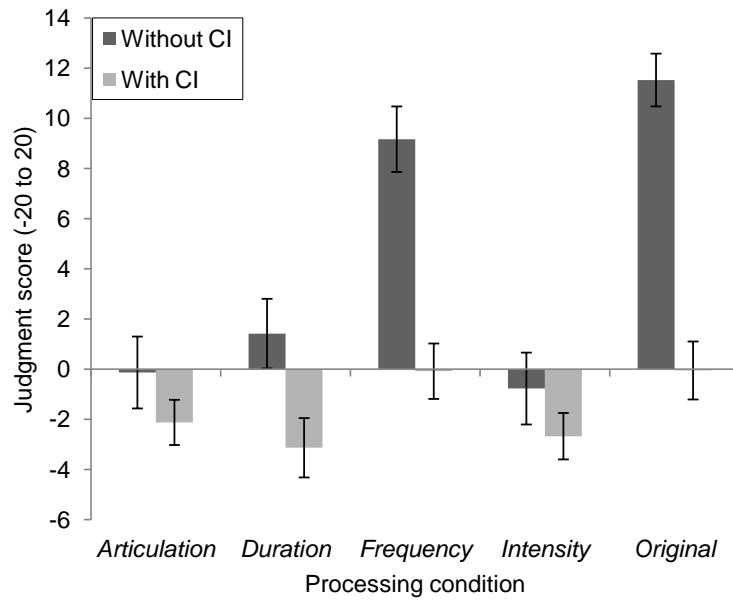 14
12
10
8
6
4
2
0
-2
-4
-6
Judgment score (-20 to 20)
Without CI
With CI
Articulation Duration Frequency Intensity Original
Processing condition